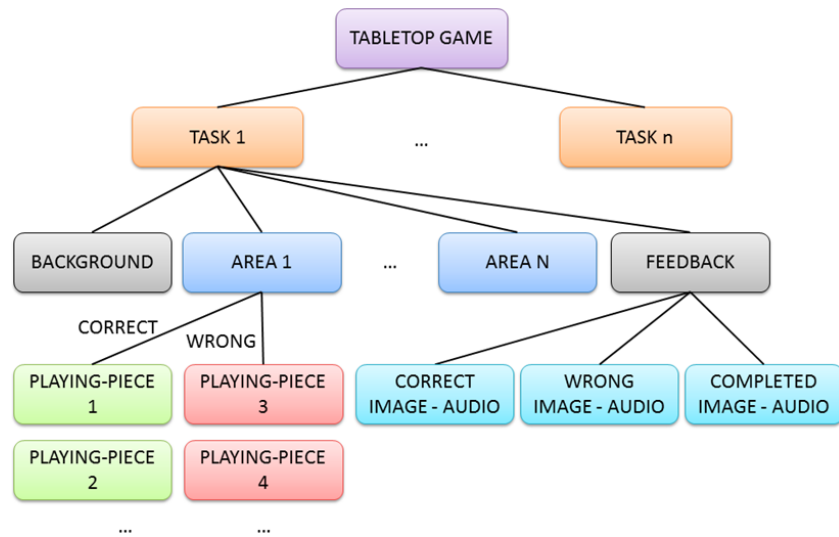 TABLETOP GAME
TASK 1
...
TASK n
BACKGROUND
AREA 1
...
AREA N
FEEDBACK
CORRECT
WRONG
PLAYING-PIECE
1
PLAYING-PIECE
3
CORRECT
IMAGE - AUDIO
WRONG
IMAGE - AUDIO
COMPLETED
IMAGE - AUDIO
PLAYING-PIECE
2
PLAYING-PIECE
4
...
...